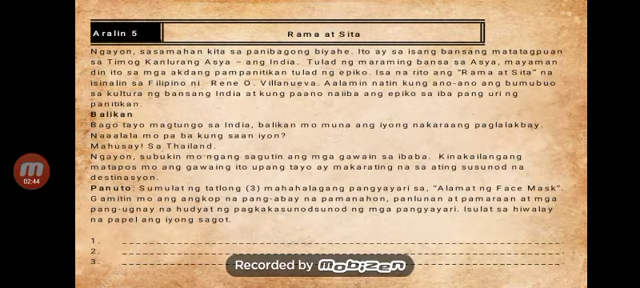 Aralin 5
Rama at Sita
Ngayon, sasamahan kita sa panibagong biyahe. Ito ay sa isang bansang matatagpuan
sa Timog Kanlurang Asya – ang India. Tulad ng maraming bansa sa Asya, mayaman
din ito sa mga akdang pampanitikan tulad ng epiko. Isa na rito ang "Rama at Sita" na
isinalin sa Filipino ni Rene O. Villanueva. Aalamin natin kung ano-ano ang bumubuo
sa kultura ng bansang India at kung paano naiiba ang epiko sa iba pang uri ng
panitikan.
Balikan
Bago tayo magtungo sa India, balikan mo muna ang iyong nakaraang paglalakbay.
Naaalala mo pa ba kung saan iyon?
Mahusay! Sa Thailand.
Ngayon, subukin mo ngang sagutin ang mga gawain sa ibaba. Kinakailangang
matapos mo ang gawaing ito upang tayo ay makarating na sa ating susunod na
destinasyon.
Panuto: Sumulat ng tatlong (3) mahahalagang pangyayari sa, "Alamat ng Face Mask".
Gamitin mo ang angkop na pang-abay na pamanahon, panlunan at pamaraan at mga
pang-ugnay na hudyat ng pagkakasunodsunod ng mga pangyayari. Isulat sa hiwalay
na papel ang iyong sagot.
1.
2.
3.
02:44
Recorded by Mobizen